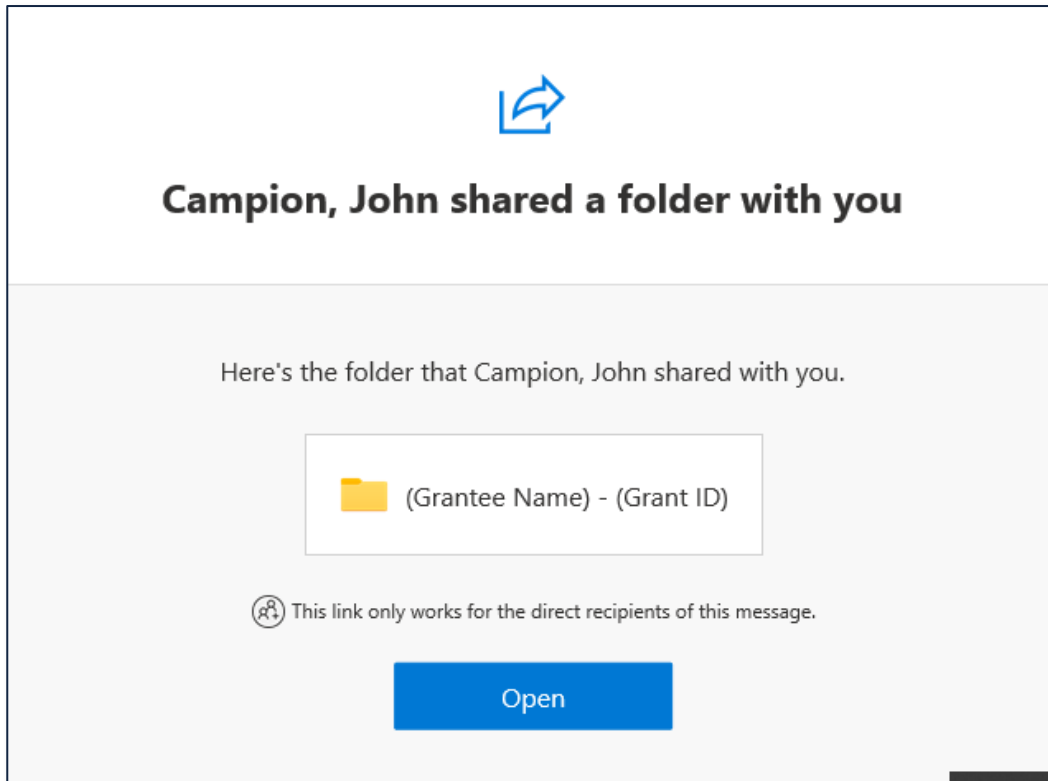 Campion, John shared a folder with you
Here's the folder that Campion, John shared with you.
(Grantee Name) - (Grant ID)
This link only works for the direct recipients of this message.
Open